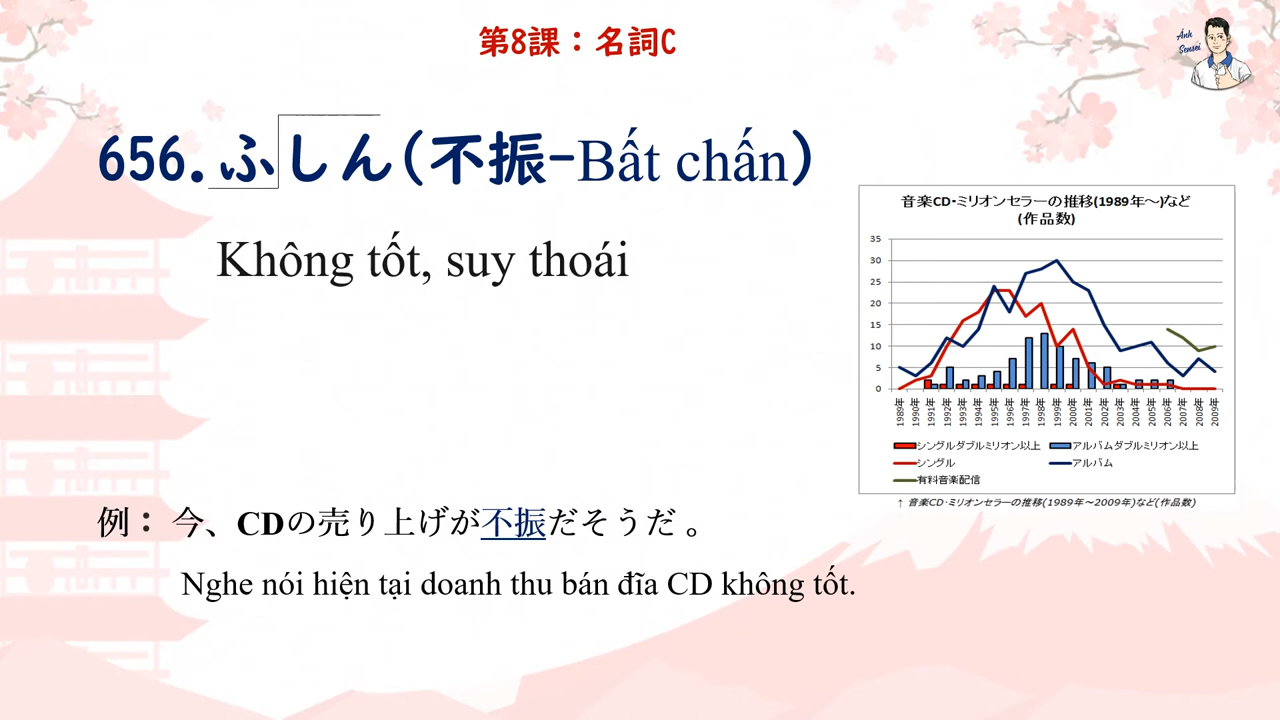 第8課：名詞C
Anh
Sensei
656.ふしん(不振-Bất chấn)
Không tốt, suy thoái
音楽CD・ミリオンセラーの推移(1989年～)など
(作品数)
35
30
25
20
15
10
5
0
1989年 1990年 1991年 1992年 1993年 1994年 1995年 1996年 1997年 1998年 1999年 2000年 2001年 2002年 2003年 2004年 2005年 2006年 2007年 2008年 2009年
シングルダブルミリオン以上 アルバムダブルミリオン以上
シングル アルバム
有料音楽配信
↑ 音楽CD・ミリオンセラーの推移(1989年～2009年)など(作品数)
例： 今、CDの売り上げが不振だそうだ 。
Nghe nói hiện tại doanh thu bán đĩa CD không tốt.